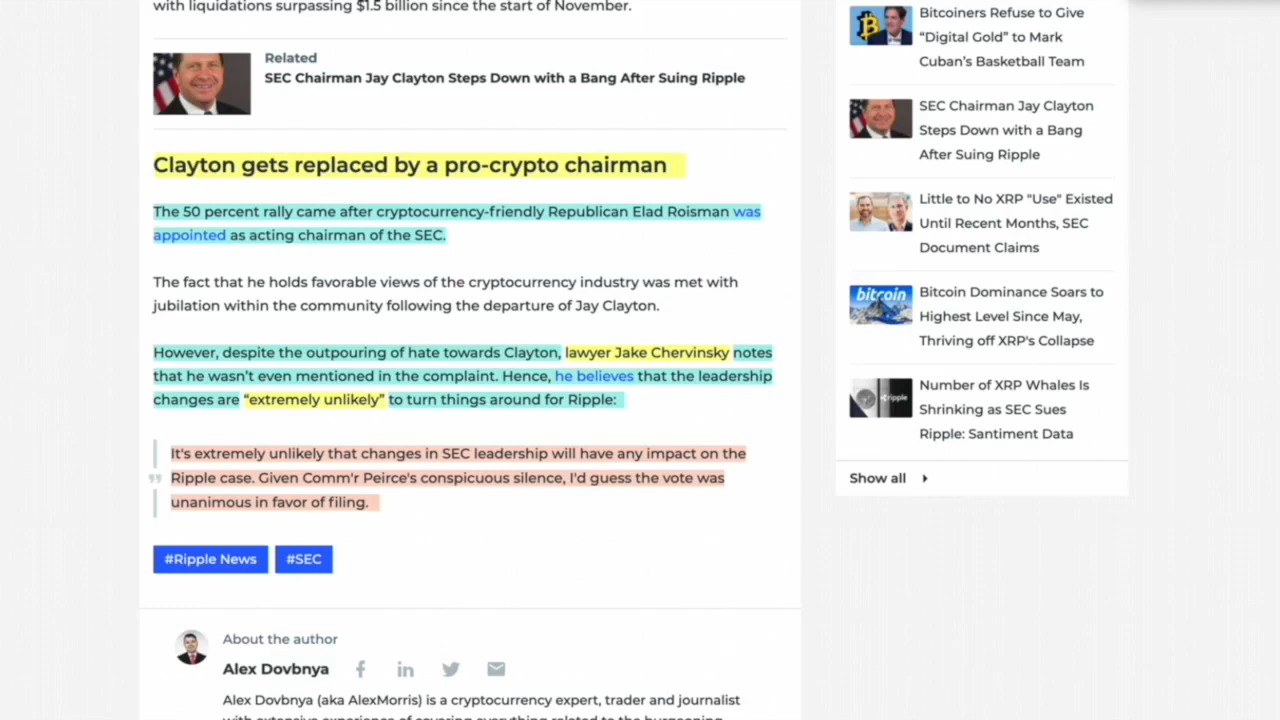 with liquidations surpassing $1.5 billion since the start of November.
Related
SEC Chairman Jay Clayton Steps Down with a Bang After Suing Ripple
Clayton gets replaced by a pro-crypto chairman
The 50 percent rally came after cryptocurrency-friendly Republican Elad Roisman was
appointed as acting chairman of the SEC.
The fact that he holds favorable views of the cryptocurrency industry was met with
jubilation within the community following the departure of Jay Clayton.
However, despite the outpouring of hate towards Clayton, lawyer Jake Chervinsky notes
that he wasn't even mentioned in the complaint. Hence, he believes that the leadership
changes are “extremely unlikely” to turn things around for Ripple:
It's extremely unlikely that changes in SEC leadership will have any impact on the
Ripple case. Given Comm'r Peirce's conspicuous silence, I'd guess the vote was
unanimous in favor of filing.
#Ripple News #SEC
About the author
Alex Dovbnya
Alex Dovbnya (aka AlexMorris) is a cryptocurrency expert, trader and journalist
with extensive experience of covering everything related to the burgeoning
Bitcoiners Refuse to Give
“Digital Gold” to Mark
Cuban’s Basketball Team
SEC Chairman Jay Clayton
Steps Down with a Bang
After Suing Ripple
Little to No XRP "Use" Existed
Until Recent Months, SEC
Document Claims
bitcoin
Bitcoin Dominance Soars to
Highest Level Since May,
Thriving off XRP's Collapse
ripple
Number of XRP Whales Is
Shrinking as SEC Sues
Ripple: Santiment Data
Show all